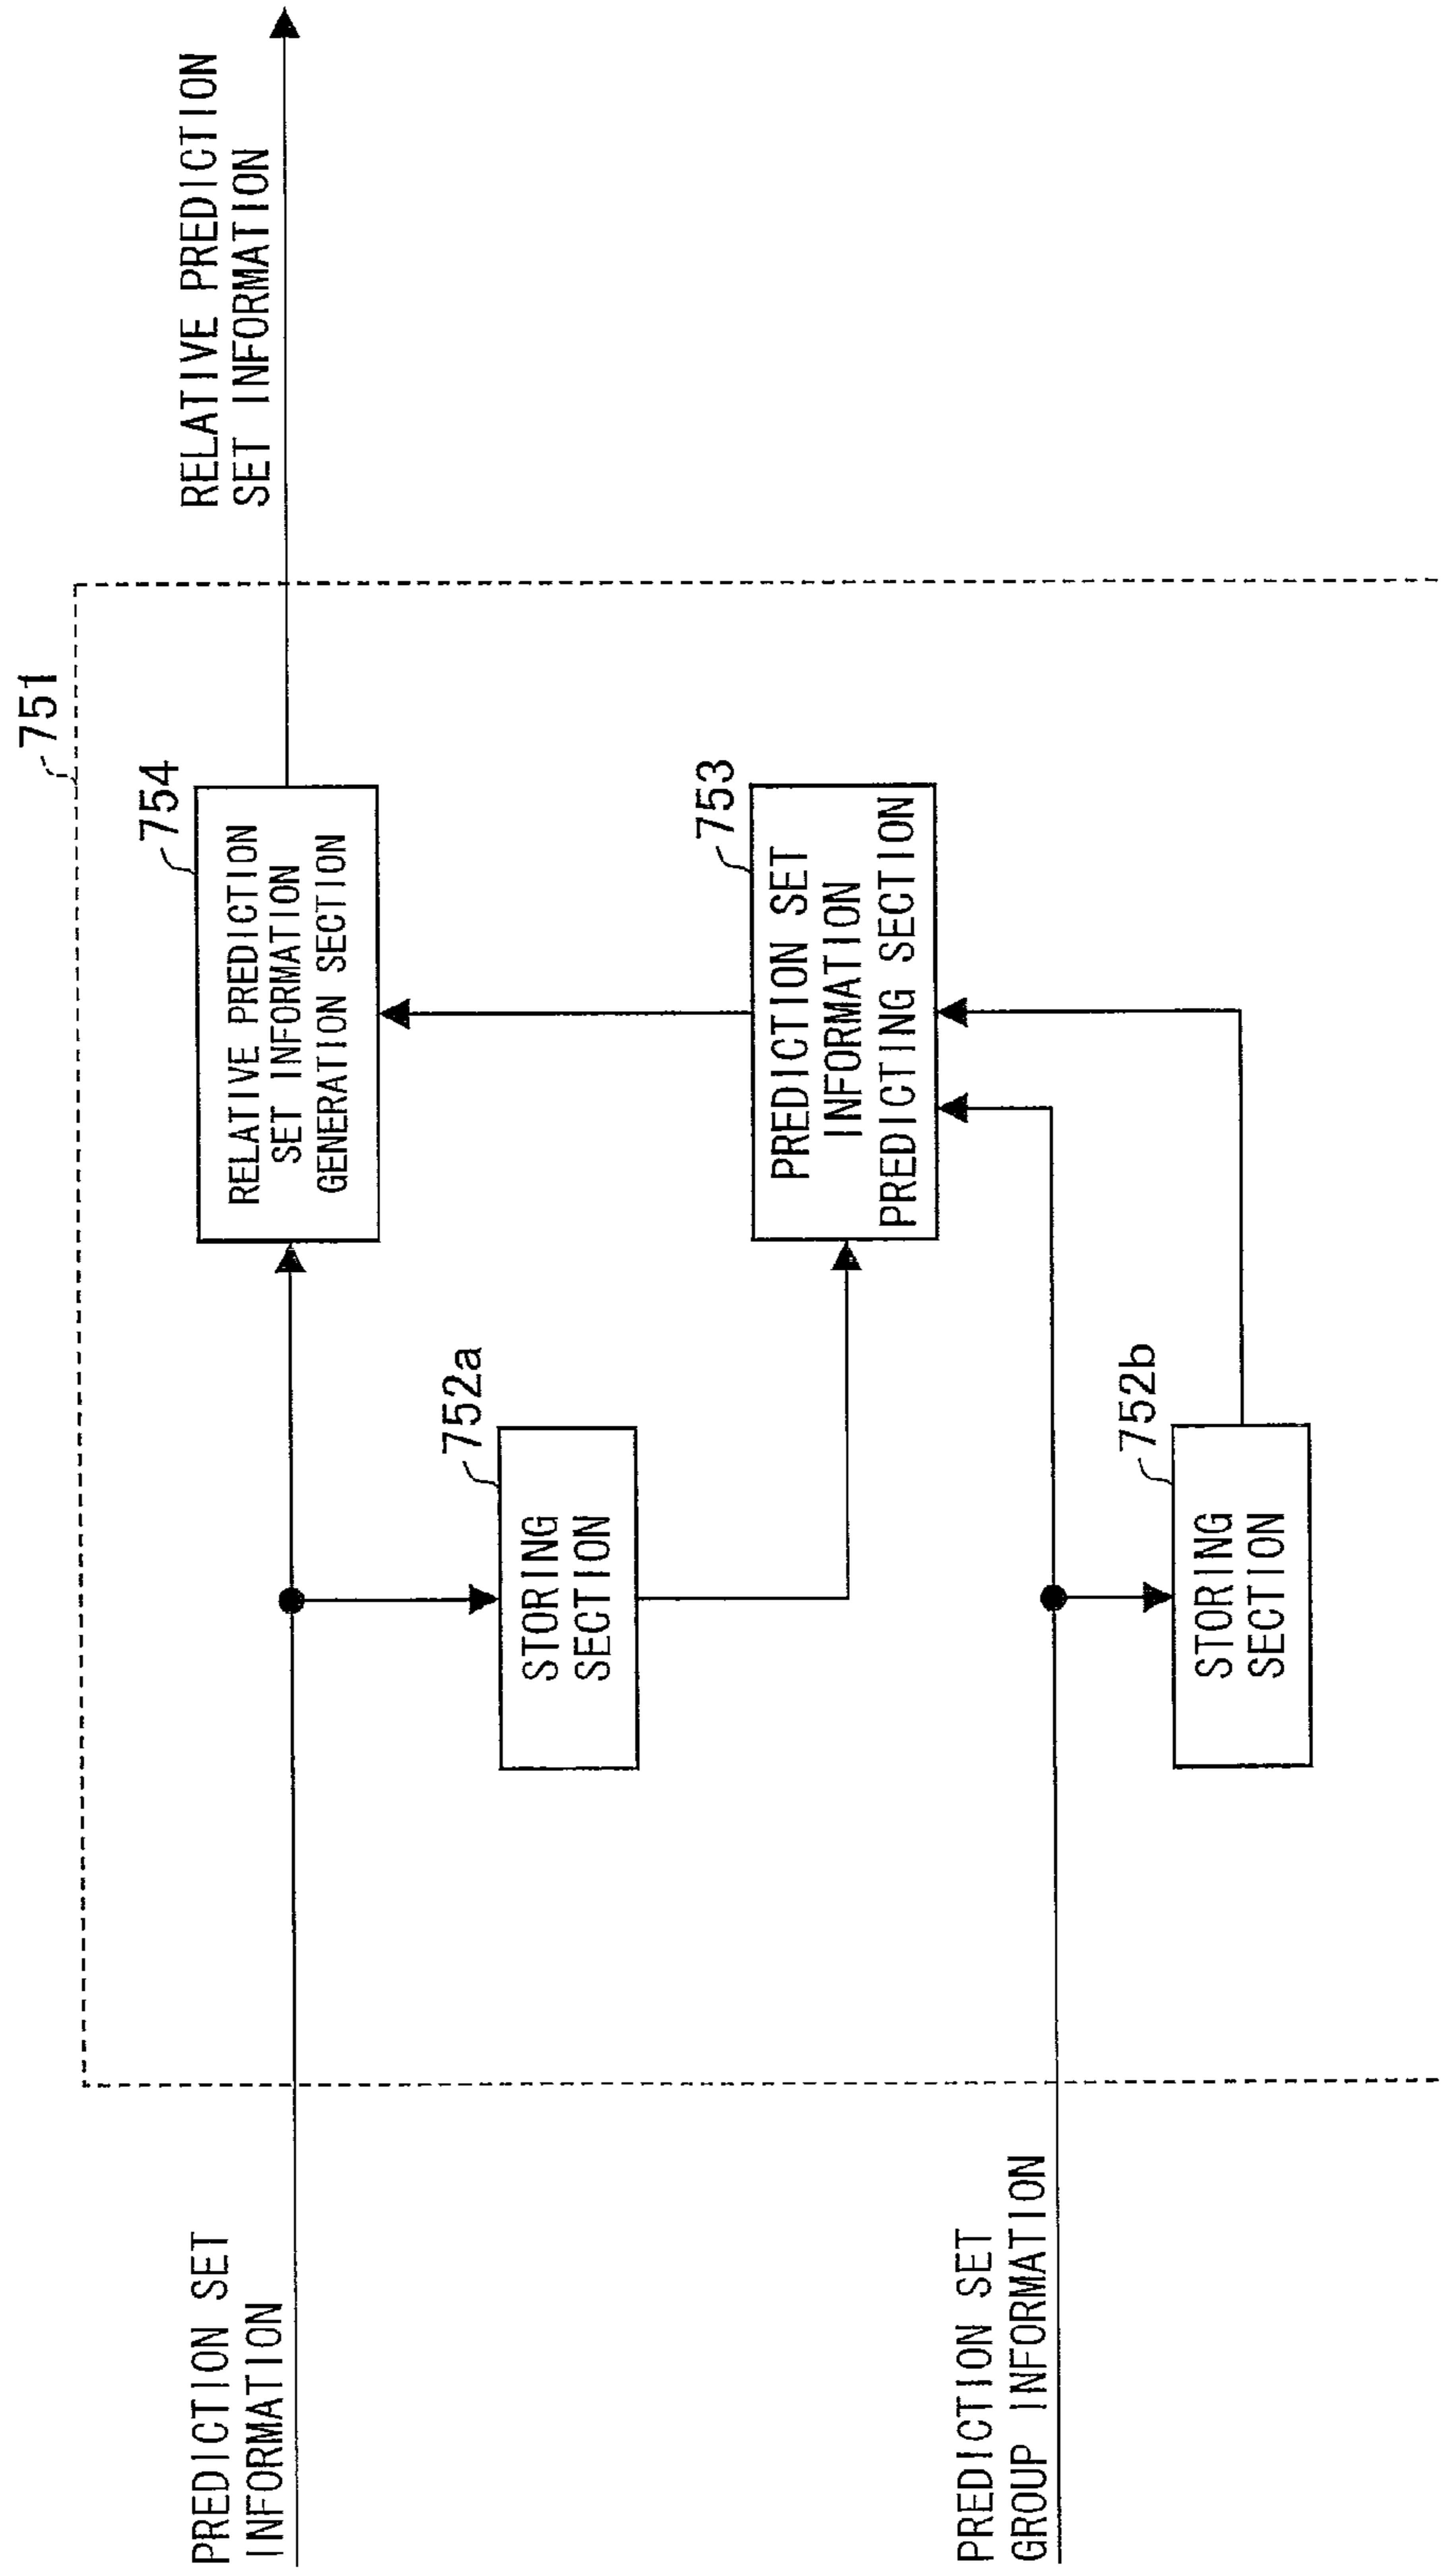 751
754
RELATIVE PREDICTION
SET INFORMATION
GENERATION SECTION
RELATIVE PREDICTION
SET INFORMATION
PREDICTION SET
INFORMATION
752a
STORING
SECTION
753
PREDICTION SET
INFORMATION
PREDICTING SECTION
PREDICTION SET
GROUP INFORMATION
752b
STORING
SECTION